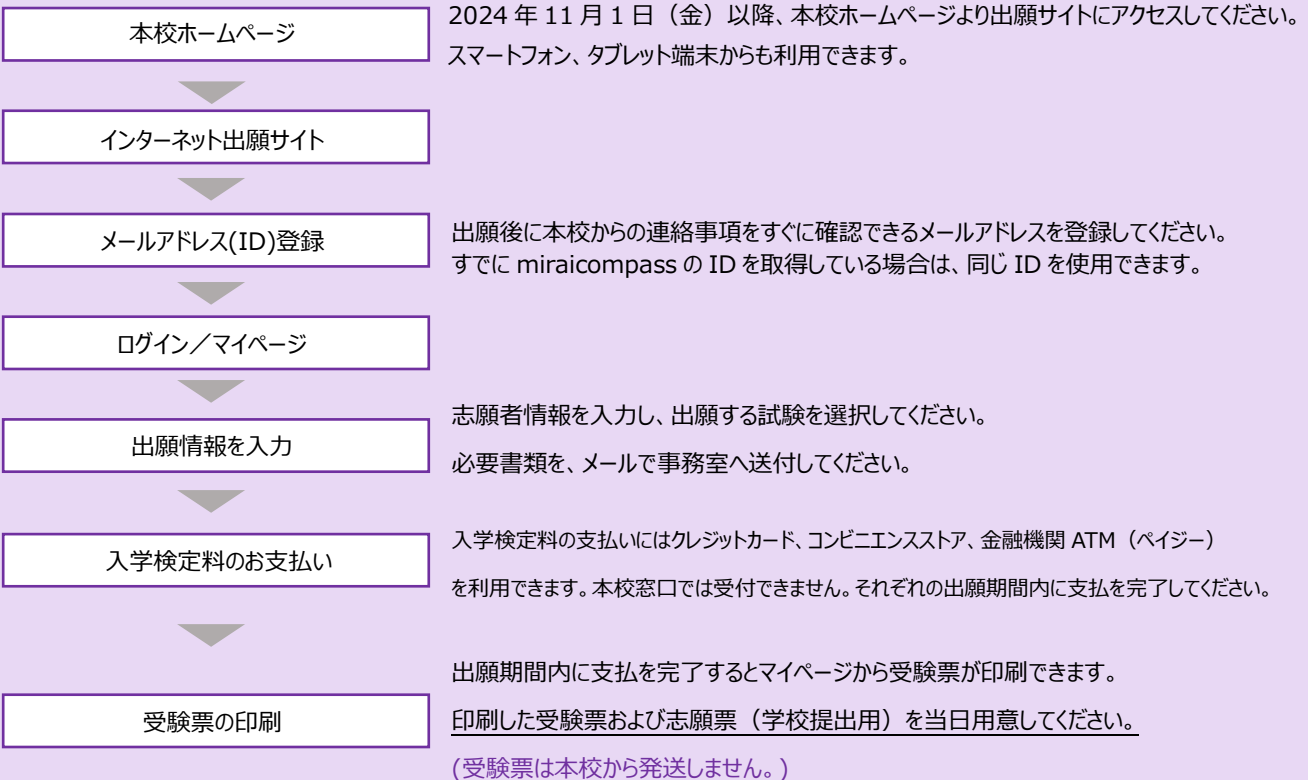 本校ホームページ
2024 年 11 月 1 日（金）以降、本校ホームページより出願サイトにアクセスしてください。
スマートフォン、タブレット端末からも利用できます。
インターネット出願サイト
メールアドレス(ID)登録
出願後に本校からの連絡事項をすぐに確認できるメールアドレスを登録してください。
すでに miraicompass の ID を取得している場合は、同じ ID を使用できます。
ログイン／マイページ
出願情報を入力
志願者情報を入力し、出願する試験を選択してください。
必要書類を、メールで事務室へ送付してください。
入学検定料のお支払い
入学検定料の支払いにはクレジットカード、コンビニエンスストア、金融機関 ATM（ペイジー）
を利用できます。本校窓口では受付できません。それぞれの出願期間内に支払を完了してください。
受験票の印刷
出願期間内に支払を完了するとマイページから受験票が印刷できます。
印刷した受験票および志願票（学校提出用）を当日用意してください。
(受験票は本校から発送しません。)